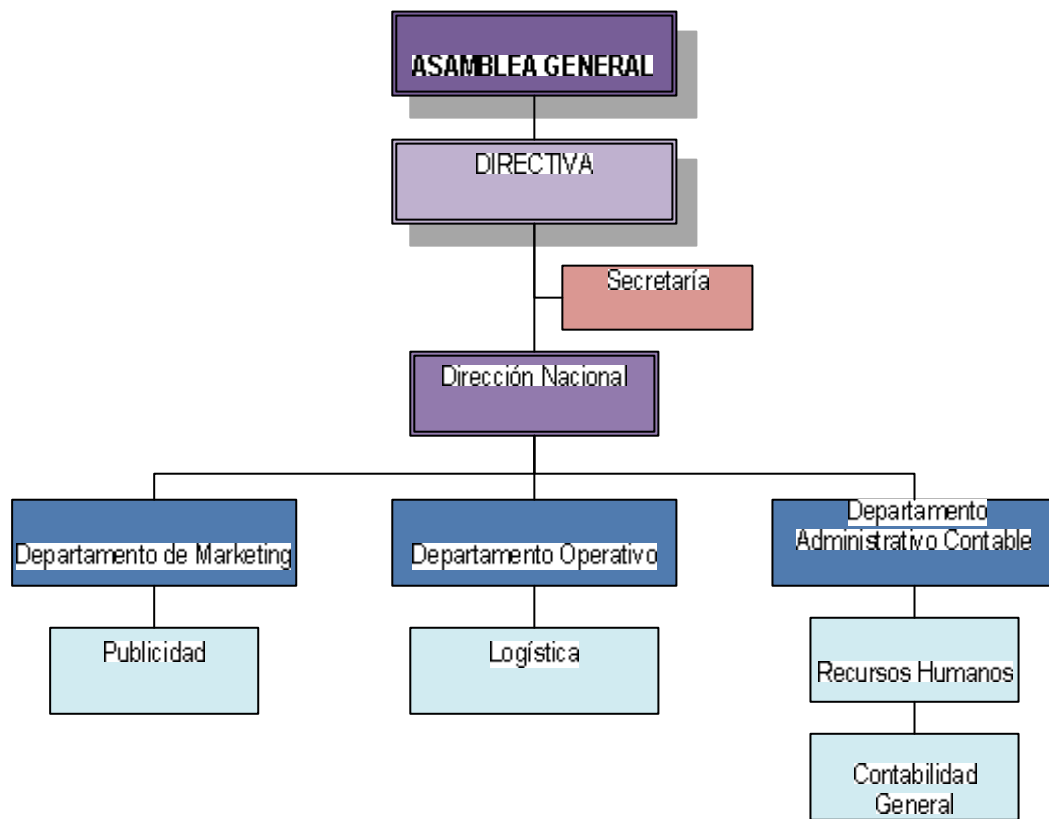 ASAMBLEA GENERAL
DIRECTIVA
Secretaría
Dirección Nacional
Departamento de Marketing
Departamento Operativo
Departamento
Administrativo Contable
Publicidad
Logística
Recursos Humanos
Contabilidad
General